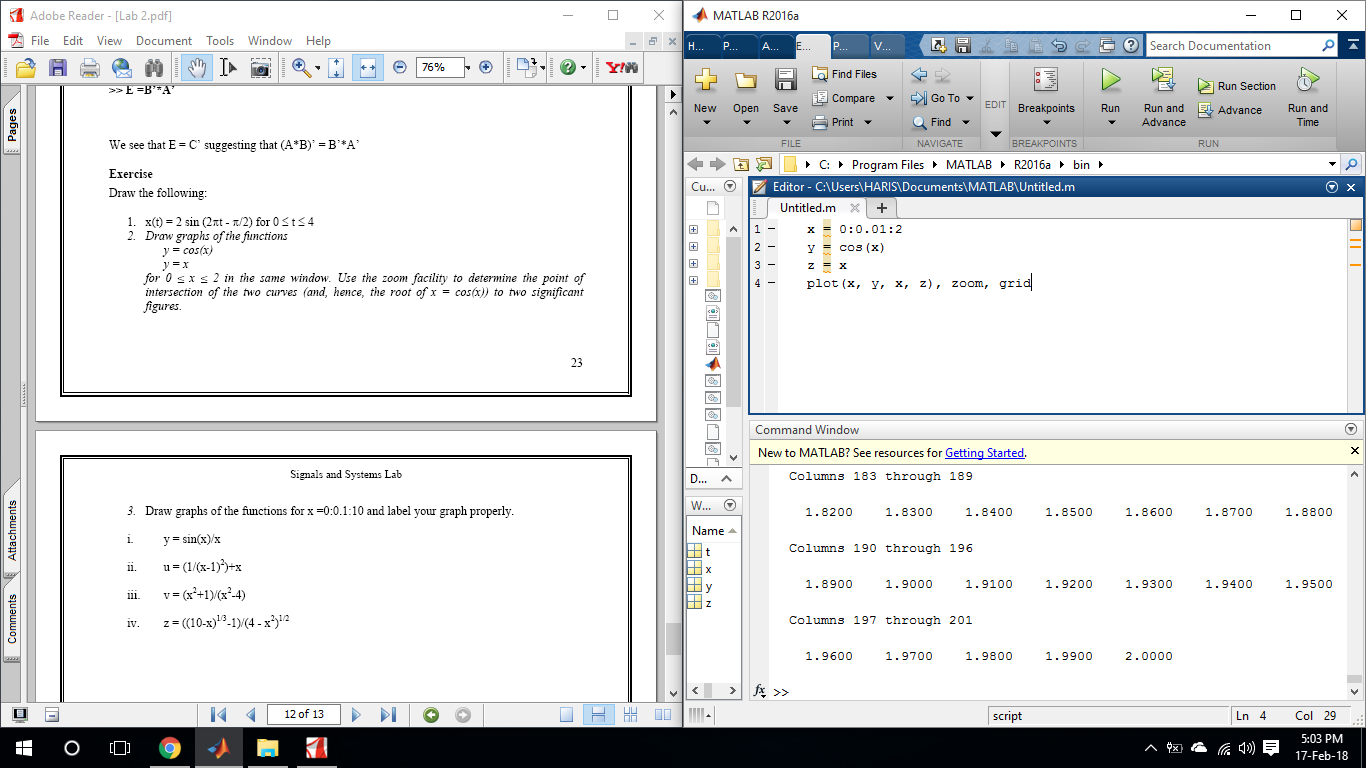 Adobe Reader - [Lab 2.pdf]
File Edit View Document Tools Window Help
76%
Y!
Pages
Attachments
Comments
>> E =B'*A'
We see that E = C' suggesting that (A*B)' = B'*A'
Exercise
Draw the following:
1. x(t) = 2 sin (2πt - π/2) for 0 ≤ t ≤ 4
2. Draw graphs of the functions
y = cos(x)
y = x
for 0 ≤ x ≤ 2 in the same window. Use the zoom facility to determine the point of
intersection of the two curves (and, hence, the root of x = cos(x)) to two significant
figures.
23
Signals and Systems Lab
3. Draw graphs of the functions for x =0:0.1:10 and label your graph properly.
i. y = sin(x)/x
ii. u = (1/(x-1)²)+x
iii. v = (x²+1)/(x²-4)
iv. z = ((10-x)^1/3-1)/(4 - x²)^1/2
12 of 13
MATLAB R2016a
H... P... A... E... P... V...
Search Documentation
New Open Save Find Files Compare Print
Go To Find
EDIT
Breakpoints
Run Run and Advance Run Section Advance Run and Time
FILE NAVIGATE BREAKPOINTS RUN
C: Program Files MATLAB R2016a bin
Cu...
D...
W...
Name
t
x
y
z
Editor - C:\Users\HARIS\Documents\MATLAB\Untitled.m
Untitled.m +
1 x = 0:0.01:2
2 y = cos(x)
3 z = x
4 plot(x, y, x, z), zoom, grid
Command Window
New to MATLAB? See resources for Getting Started.
Columns 183 through 189
1.8200 1.8300 1.8400 1.8500 1.8600 1.8700 1.8800
Columns 190 through 196
1.8900 1.9000 1.9100 1.9200 1.9300 1.9400 1.9500
Columns 197 through 201
1.9600 1.9700 1.9800 1.9900 2.0000
fx >>
script
Ln 4 Col 29
5:03 PM
17-Feb-18